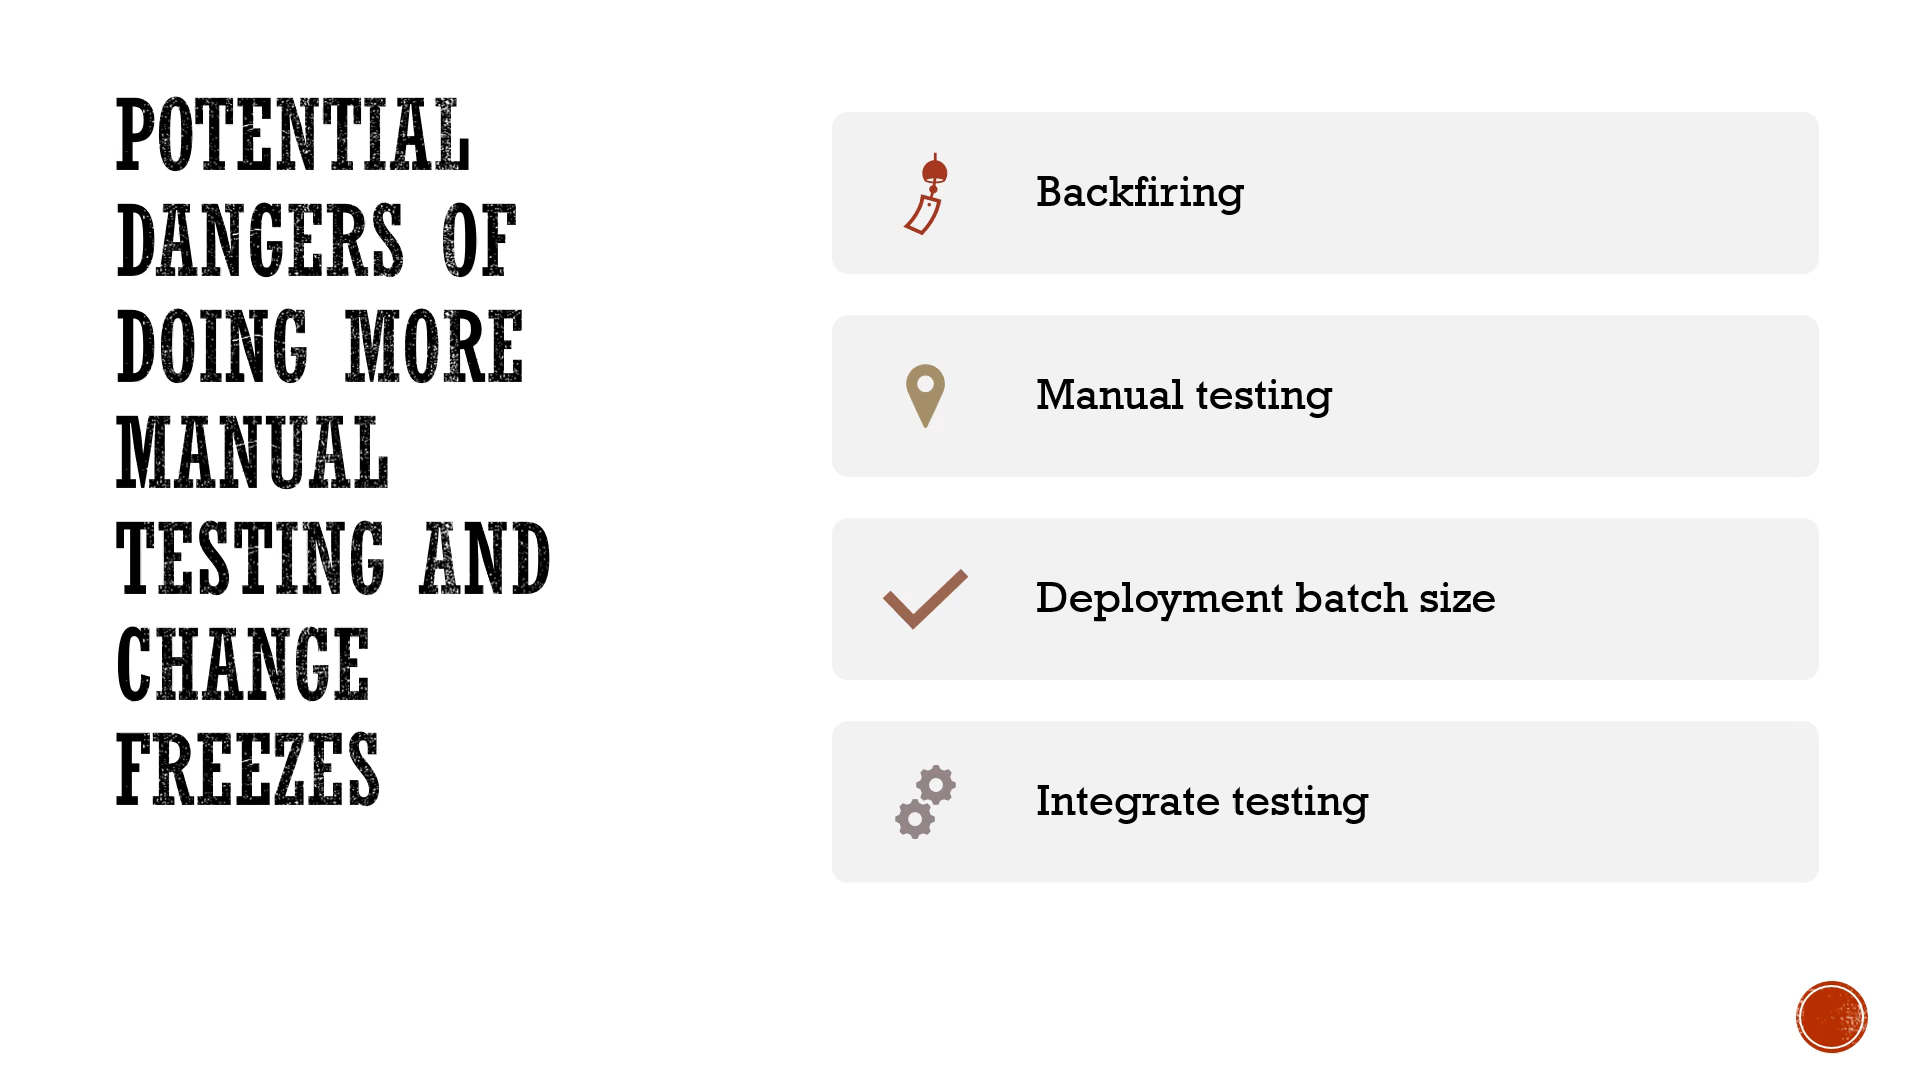 POTENTIAL
DANGERS OF
DOING MORE
MANUAL
TESTING AND
CHANGE
FREEZES
Backfiring
Manual testing
Deployment batch size
Integrate testing